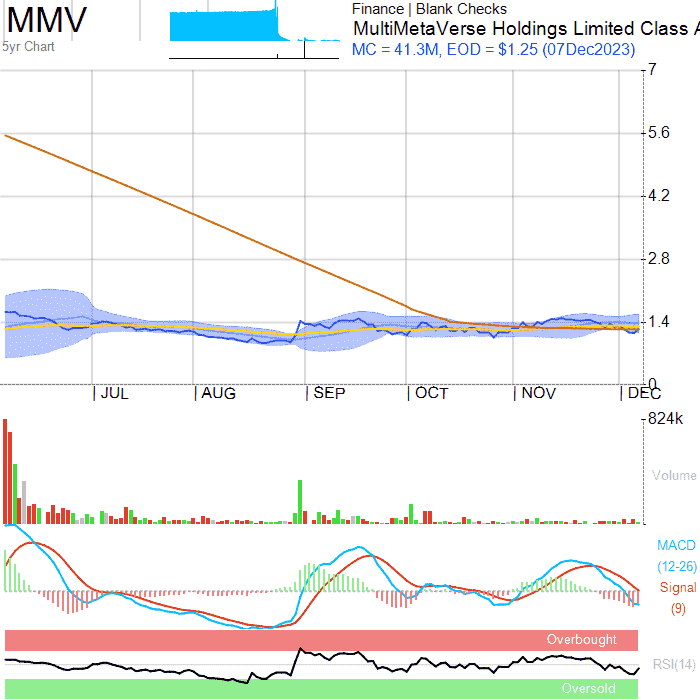 MMV
5yr Chart
Finance | Blank Checks
MultiMetaVerse Holdings Limited Class A
MC = 41.3M, EOD = $1.25 (07Dec2023)
7
5.6
4.2
2.8
1.4
0
JUL
AUG
SEP
OCT
NOV
DEC
824k
Volume
MACD
(12-26)
Signal
(9)
Overbought
RSI(14)
Oversold